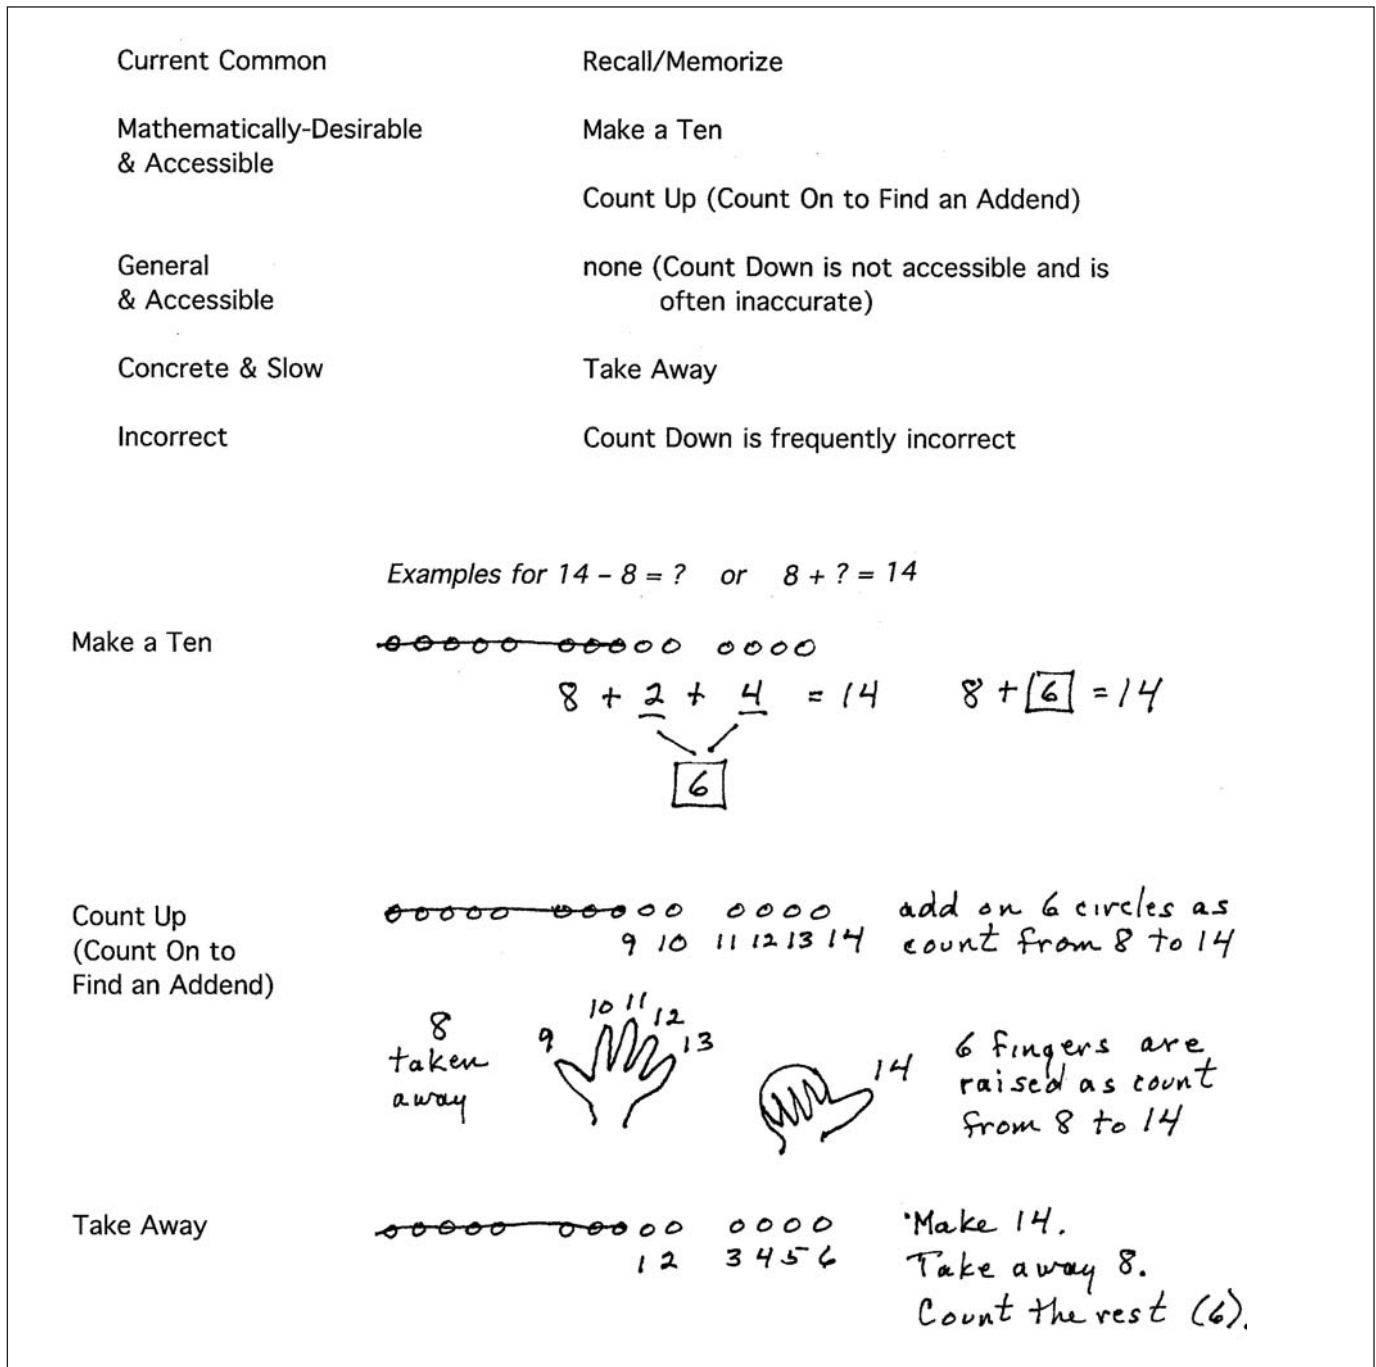 Current Common Recall/Memorize
Mathematically-Desirable Make a Ten
& Accessible
Count Up (Count On to Find an Addend)
General none (Count Down is not accessible and is
& Accessible often inaccurate)
Concrete & Slow Take Away
Incorrect Count Down is frequently incorrect
Examples for 14 – 8 = ? or 8 + ? = 14
Make a Ten
8 + 2 + 4 = 14 8 + 6 = 14
6
Count Up add on 6 circles as
(Count On to 9 10 11 12 13 14 count from 8 to 14
Find an Addend)
8 9 10 11 12 13 14 6 fingers are
taken raised as count
away from 8 to 14
Take Away Make 14.
1 2 3 4 5 6 Take away 8.
Count the rest (6).